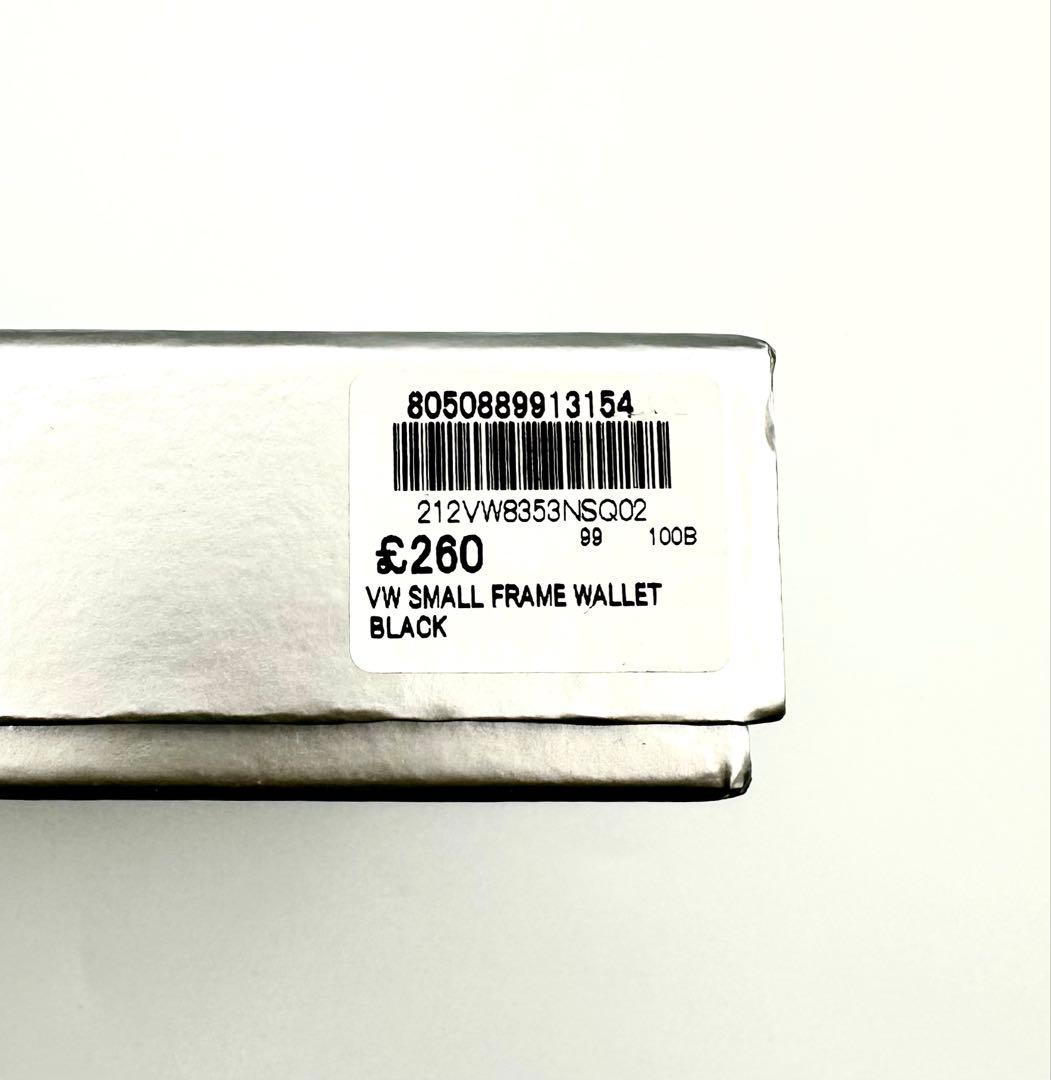 8050889913154
212VW8353NSQ02
99 100B
£260
VW SMALL FRAME WALLET
BLACK